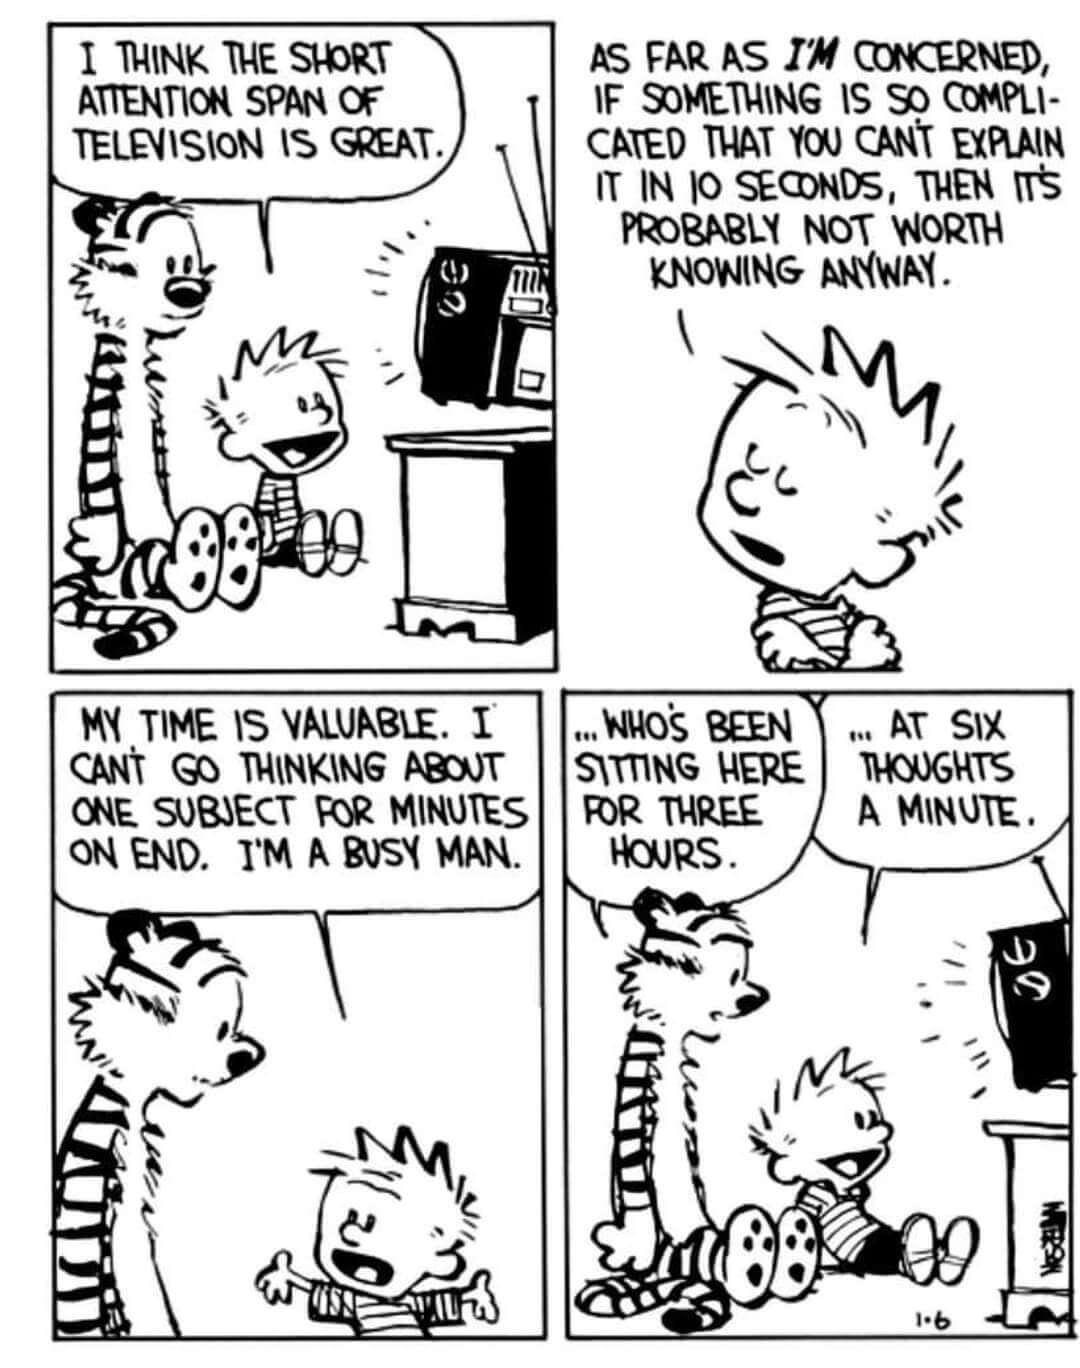 I THINK THE SHORT
ATTENTION SPAN OF
TELEVISION IS GREAT.
AS FAR AS I'M CONCERNED,
IF SOMETHING IS SO COMPLI-
CATED THAT YOU CAN'T EXPLAIN
IT IN 10 SECONDS, THEN IT'S
PROBABLY NOT WORTH
KNOWING ANYWAY.
MY TIME IS VALUABLE. I
CAN'T GO THINKING ABOUT
ONE SUBJECT FOR MINUTES
ON END. I'M A BUSY MAN.
... WHO'S BEEN
SITTING HERE
FOR THREE
HOURS.
... AT SIX
THOUGHTS
A MINUTE.
WATTERSON
1·6